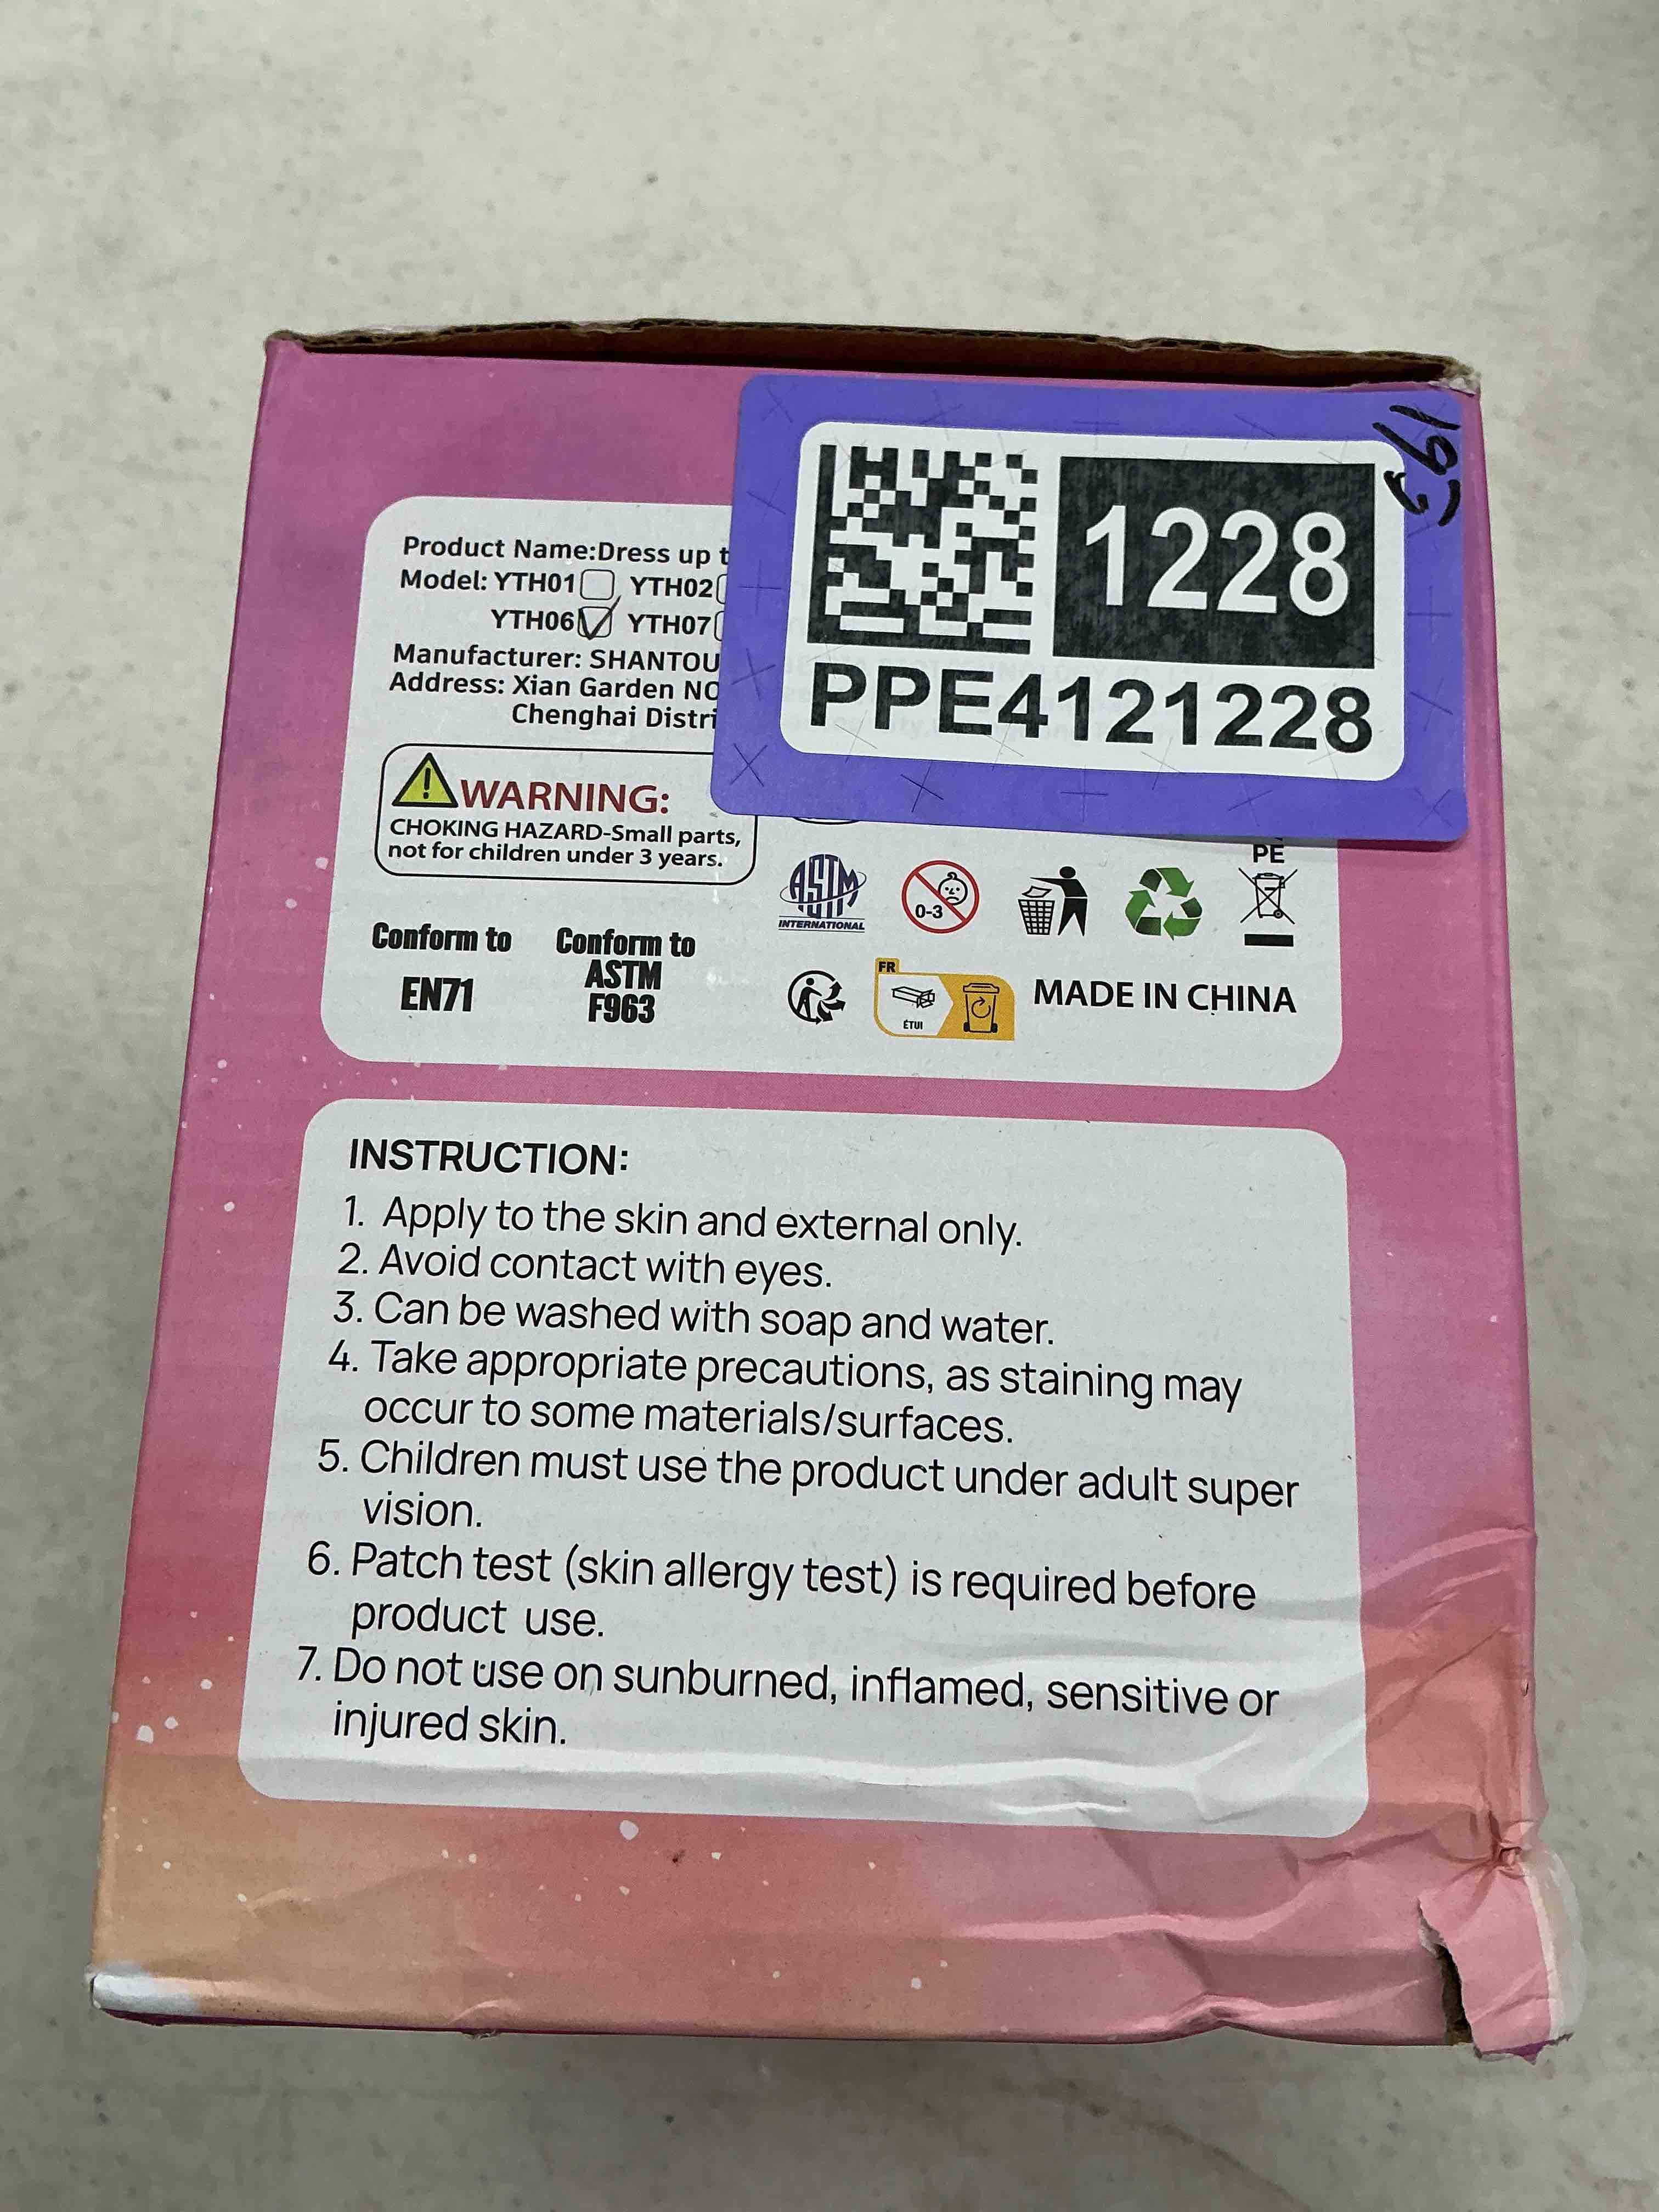 1228
PPE4121228
Product Name:Dress up t
Model: YTH01 YTH02
YTH06 YTH07
Manufacturer: SHANTOU
Address: Xian Garden NO
Chenghai Distri
WARNING:
CHOKING HAZARD-Small parts,
not for children under 3 years.
PE
ASTM
INTERNATIONAL
0-3
Conform to
EN71
Conform to
ASTM
F963
FR
ÉTUI
MADE IN CHINA
INSTRUCTION:
1. Apply to the skin and external only.
2. Avoid contact with eyes.
3. Can be washed with soap and water.
4. Take appropriate precautions, as staining may
occur to some materials/surfaces.
5. Children must use the product under adult super
vision.
6. Patch test (skin allergy test) is required before
product use.
7. Do not use on sunburned, inflamed, sensitive or
injured skin.